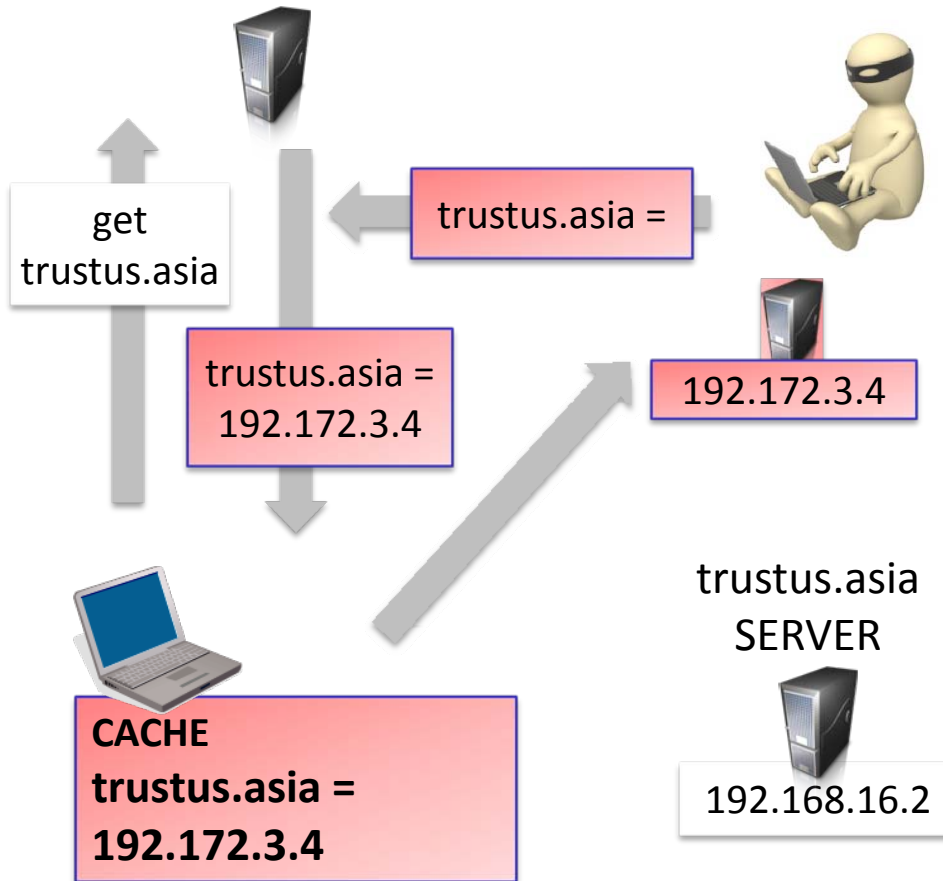 get
trustus.asia
trustus.asia =
trustus.asia =
192.172.3.4
192.172.3.4
trustus.asia
SERVER
192.168.16.2
CACHE
trustus.asia =
192.172.3.4